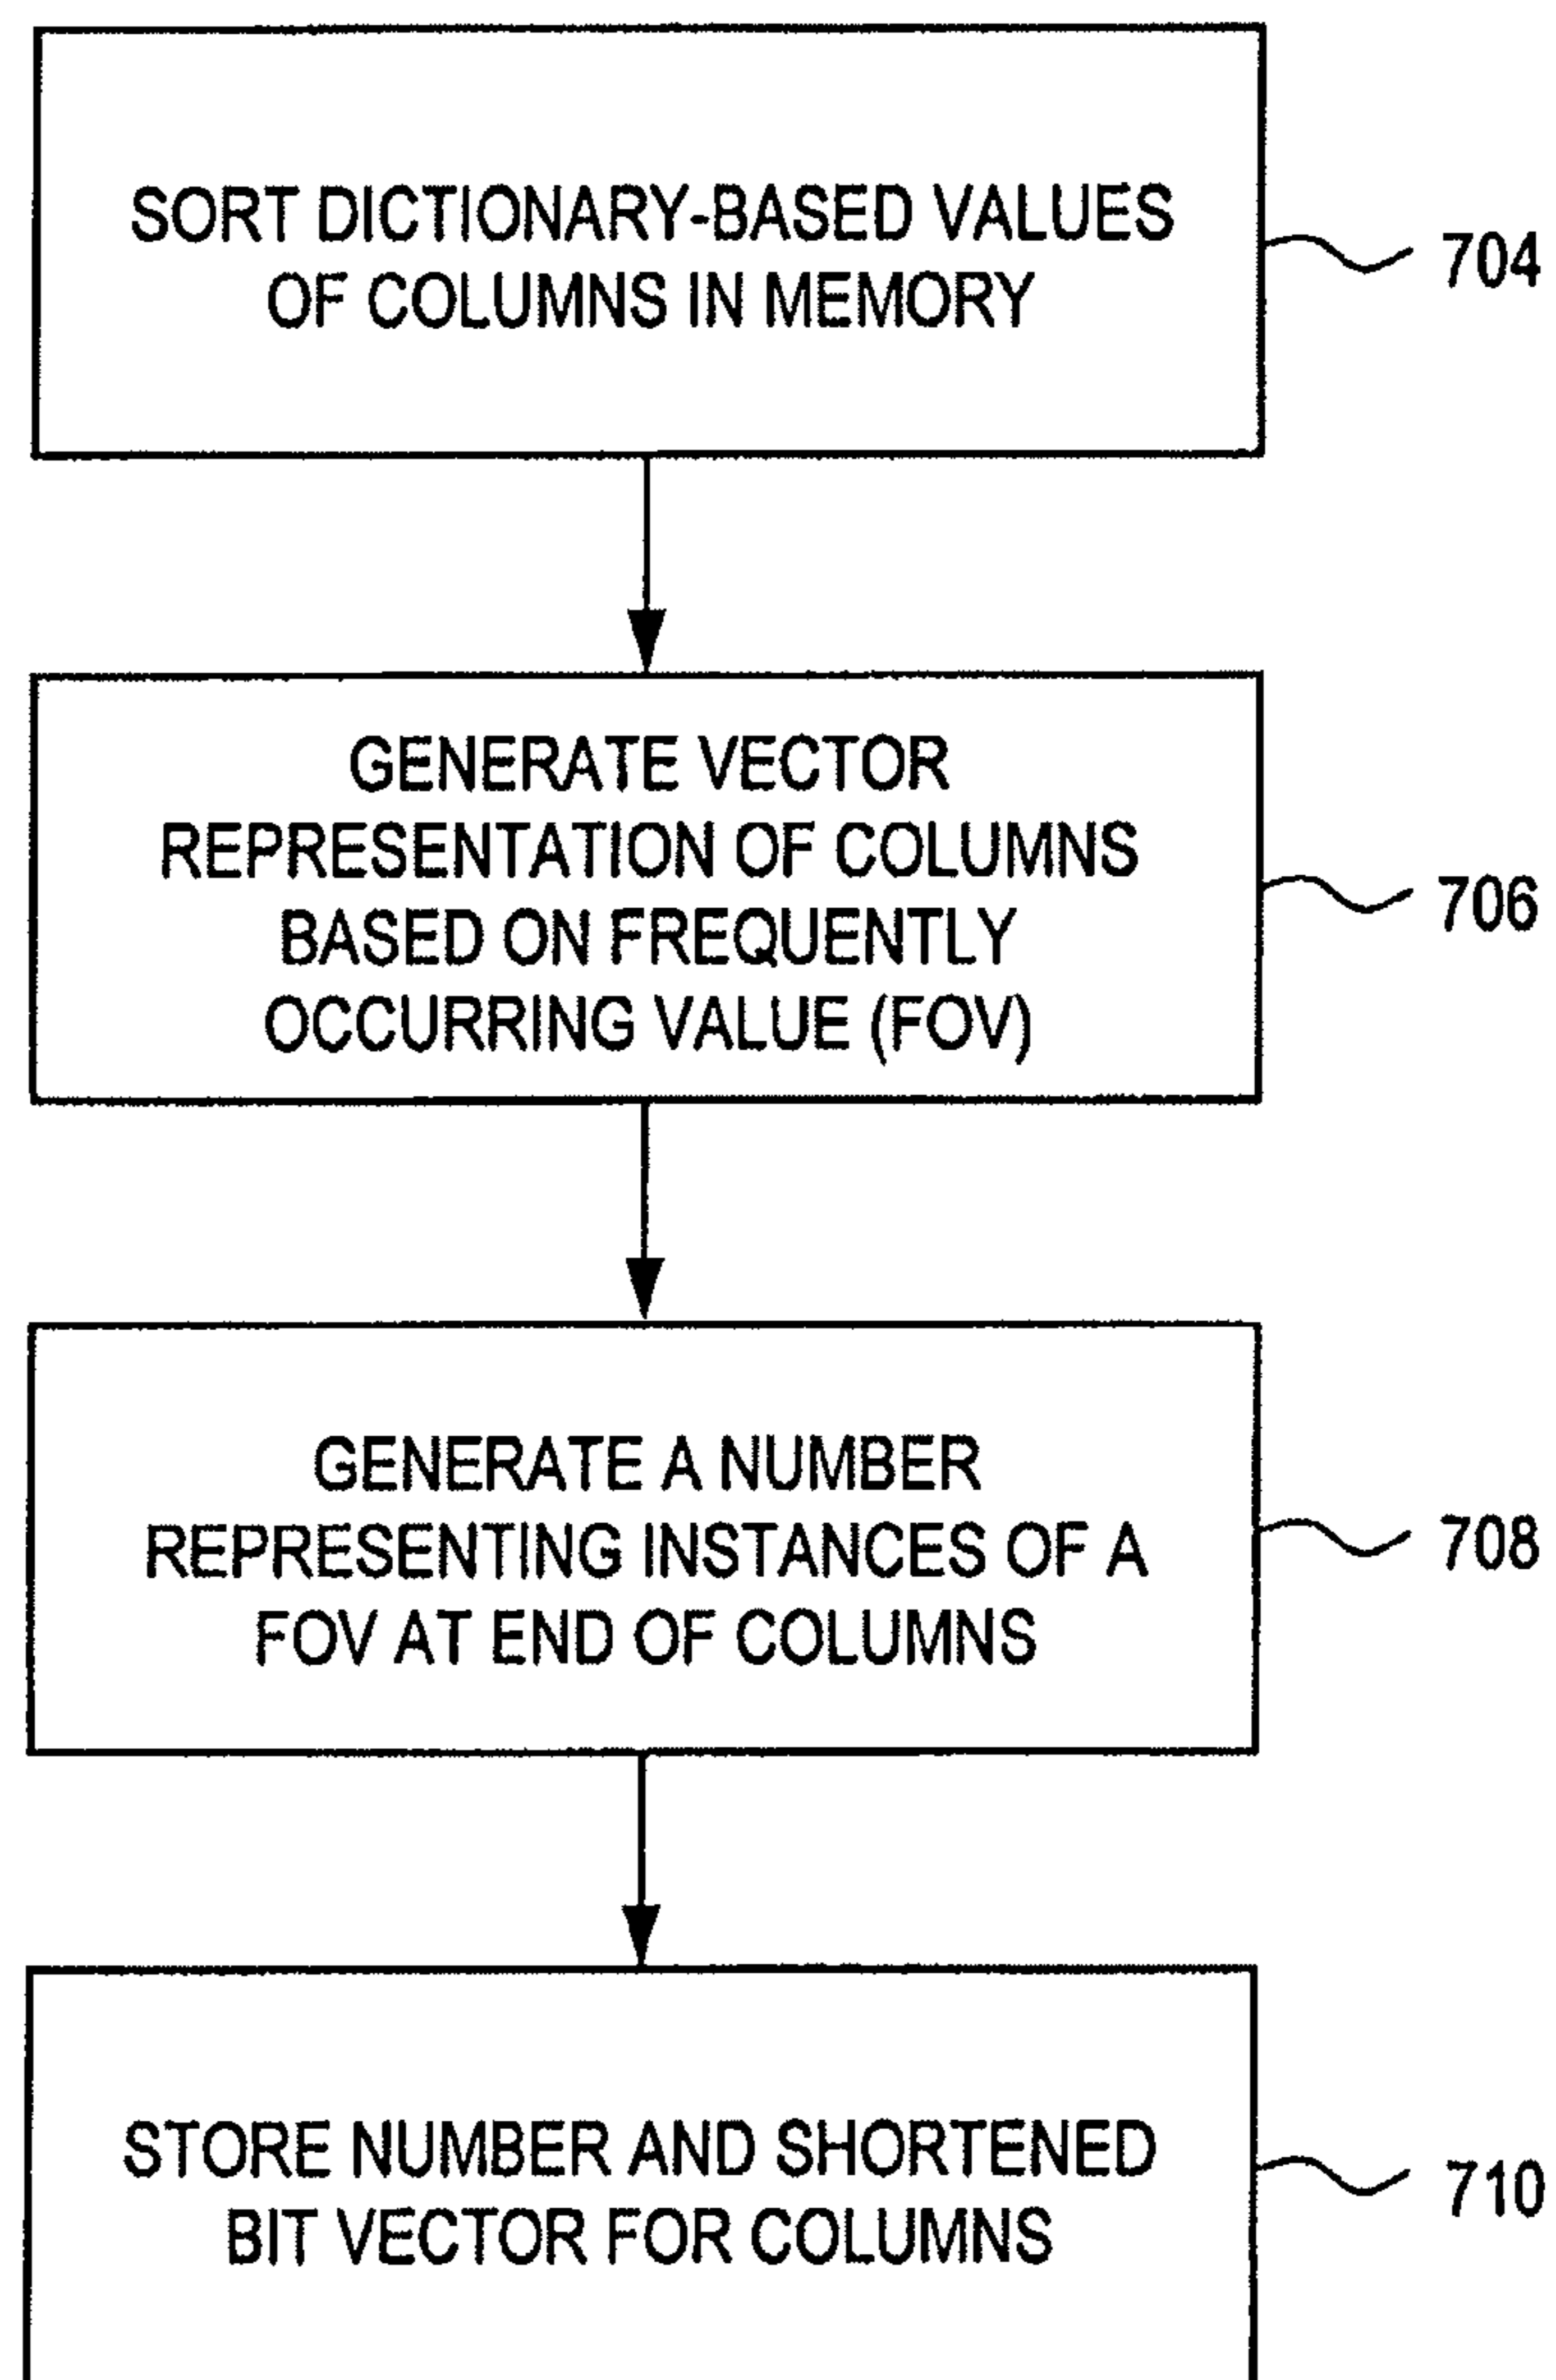 SORT DICTIONARY-BASED VALUES
OF COLUMNS IN MEMORY
704
GENERATE VECTOR
REPRESENTATION OF COLUMNS
BASED ON FREQUENTLY
OCCURRING VALUE (FOV)
706
GENERATE A NUMBER
REPRESENTING INSTANCES OF A
FOV AT END OF COLUMNS
708
STORE NUMBER AND SHORTENED
BIT VECTOR FOR COLUMNS
710